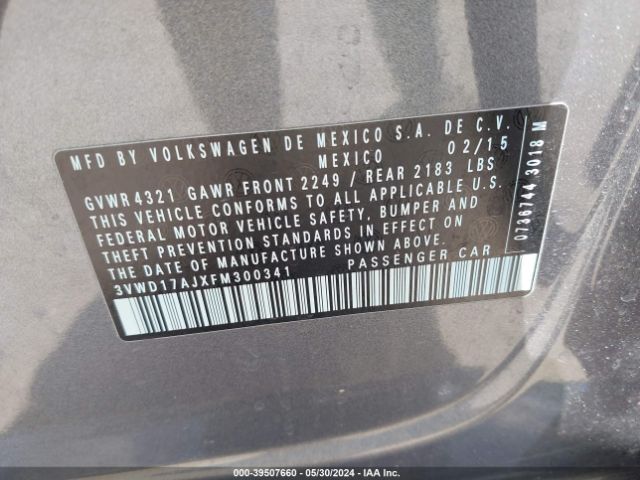 MFD BY VOLKSWAGEN DE MEXICO S.A. DE C.V.
MEXICO 02/15
GVWR 4321 GAWR FRONT 2249 / REAR 2183 LBS
THIS VEHICLE CONFORMS TO ALL APPLICABLE U.S.
FEDERAL MOTOR VEHICLE SAFETY, BUMPER AND
THEFT PREVENTION STANDARDS IN EFFECT ON
THE DATE OF MANUFACTURE SHOWN ABOVE.
3VWD17AJXFM300341 PASSENGER CAR
0736744 3018 M
000-39507660 - 05/30/2024 - IAA Inc.